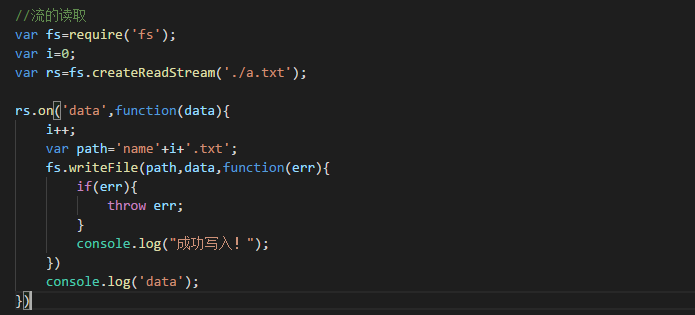 //流的读取
var fs=require('fs');
var i=0;
var rs=fs.createReadStream('./a.txt');
rs.on('data',function(data){
i++;
var path='name'+i+'.txt';
fs.writeFile(path,data,function(err){
if(err){
throw err;
}
console.log("成功写入！");
})
console.log('data');
})